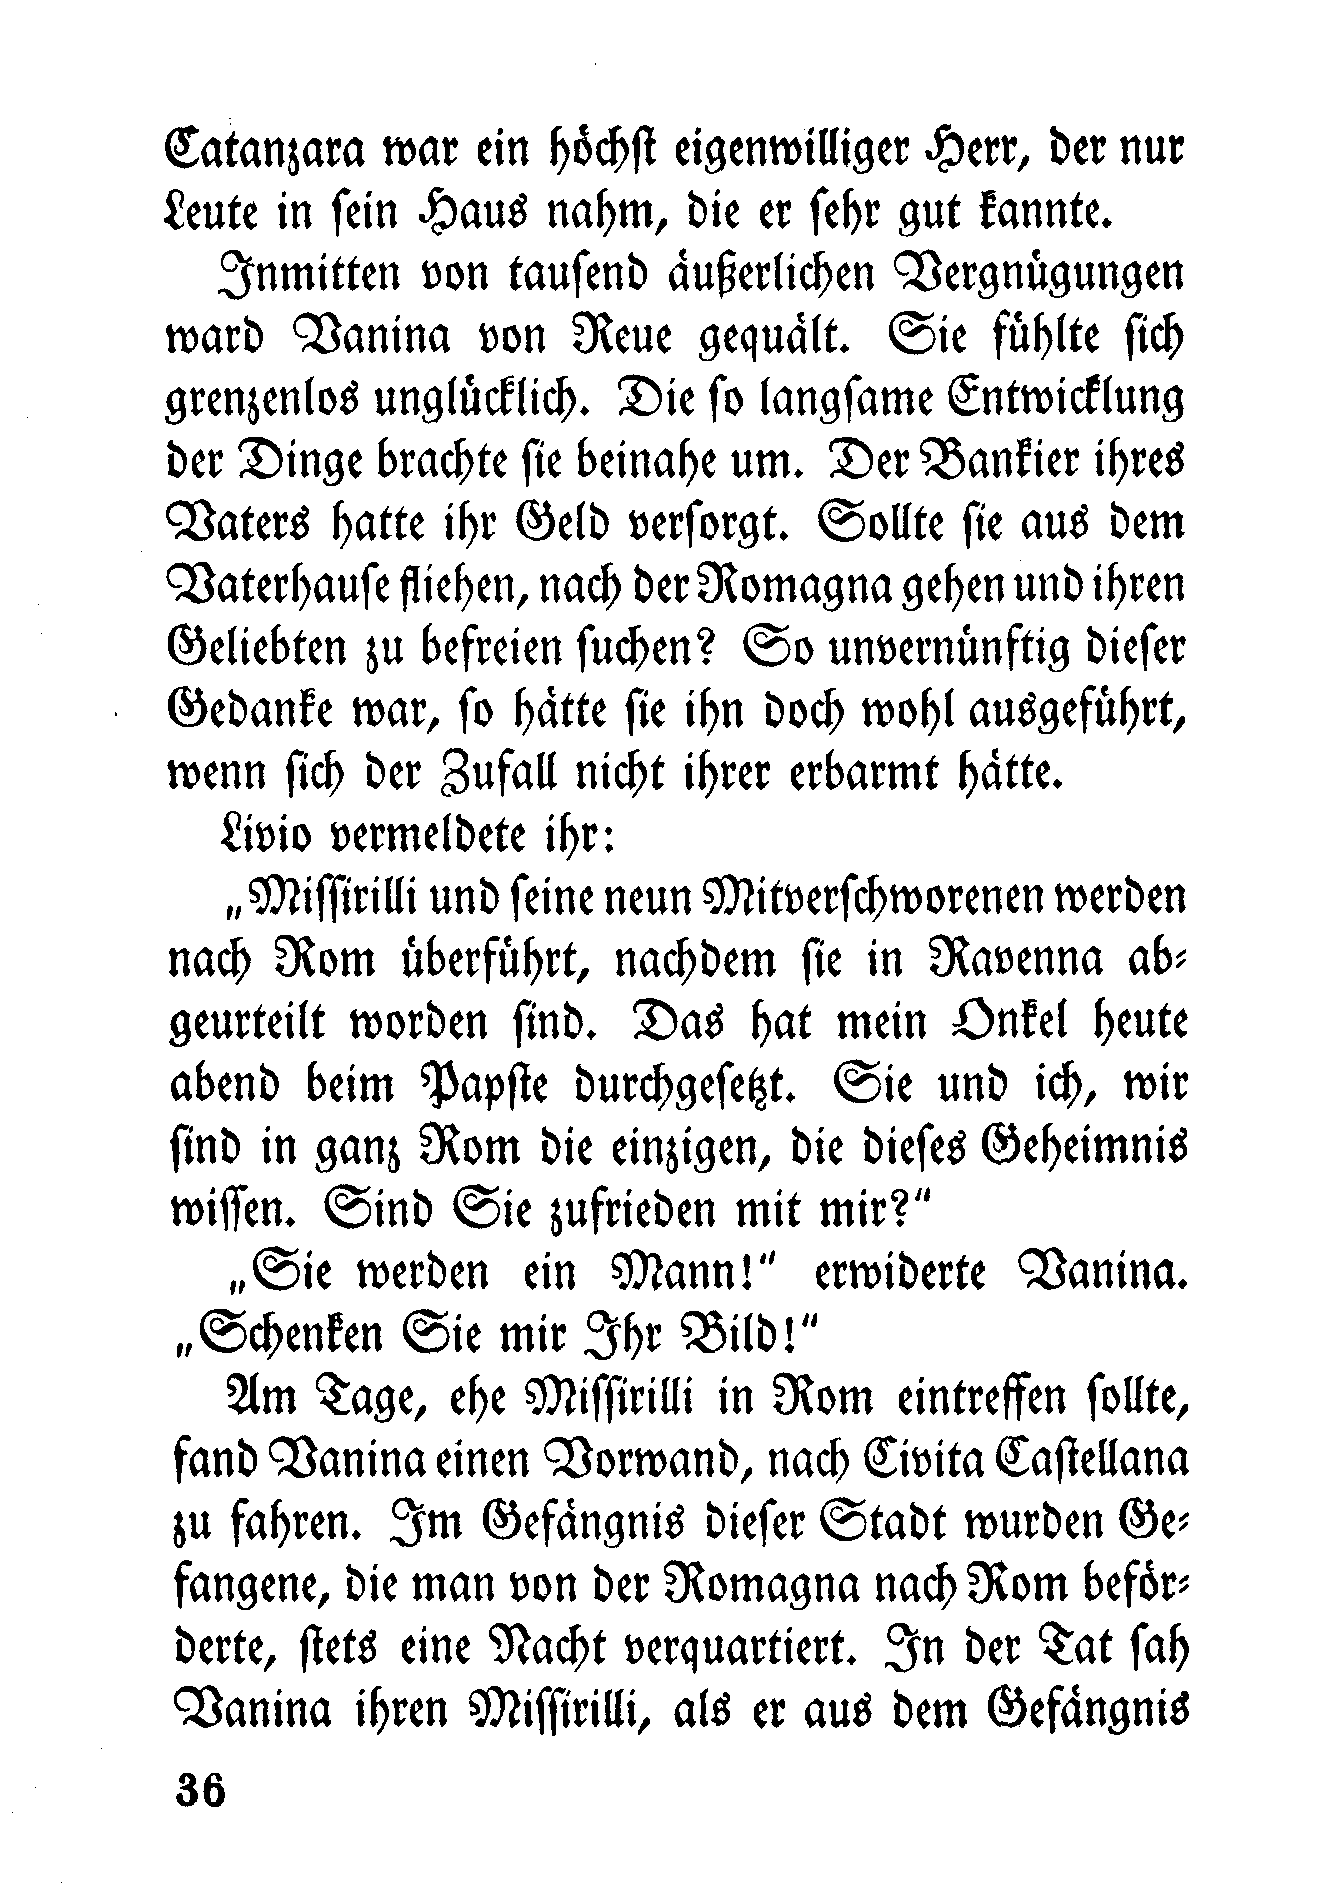 Catanzara war ein höchst eigenwilliger Herr, der nur
Leute in sein Haus nahm, die er sehr gut kannte.
Inmitten von tausend äußerlichen Vergnügungen
ward Vanina von Reue gequält. Sie fühlte sich
grenzenlos unglücklich. Die so langsame Entwicklung
der Dinge brachte sie beinahe um. Der Bankier ihres
Vaters hatte ihr Geld versorgt. Sollte sie aus dem
Vaterhause fliehen, nach der Romagna gehen und ihren
Geliebten zu befreien suchen? So unvernünftig dieser
Gedanke war, so hätte sie ihn doch wohl ausgeführt,
wenn sich der Zufall nicht ihrer erbarmt hätte.
Livio vermeldete ihr:
„Missirilli und seine neun Mitverschworenen werden
nach Rom überführt, nachdem sie in Ravenna ab-
geurteilt worden sind. Das hat mein Onkel heute
abend beim Papste durchgesetzt. Sie und ich, wir
sind in ganz Rom die einzigen, die dieses Geheimnis
wissen. Sind Sie zufrieden mit mir?“
„Sie werden ein Mann!“ erwiderte Vanina.
„Schenken Sie mir Ihr Bild!“
Am Tage, ehe Missirilli in Rom eintreffen sollte,
fand Vanina einen Vorwand, nach Civita Castellana
zu fahren. Im Gefängnis dieser Stadt wurden Ge-
fangene, die man von der Romagna nach Rom beför-
derte, stets eine Nacht verquartiert. In der Tat sah
Vanina ihren Missirilli, als er aus dem Gefängnis
36